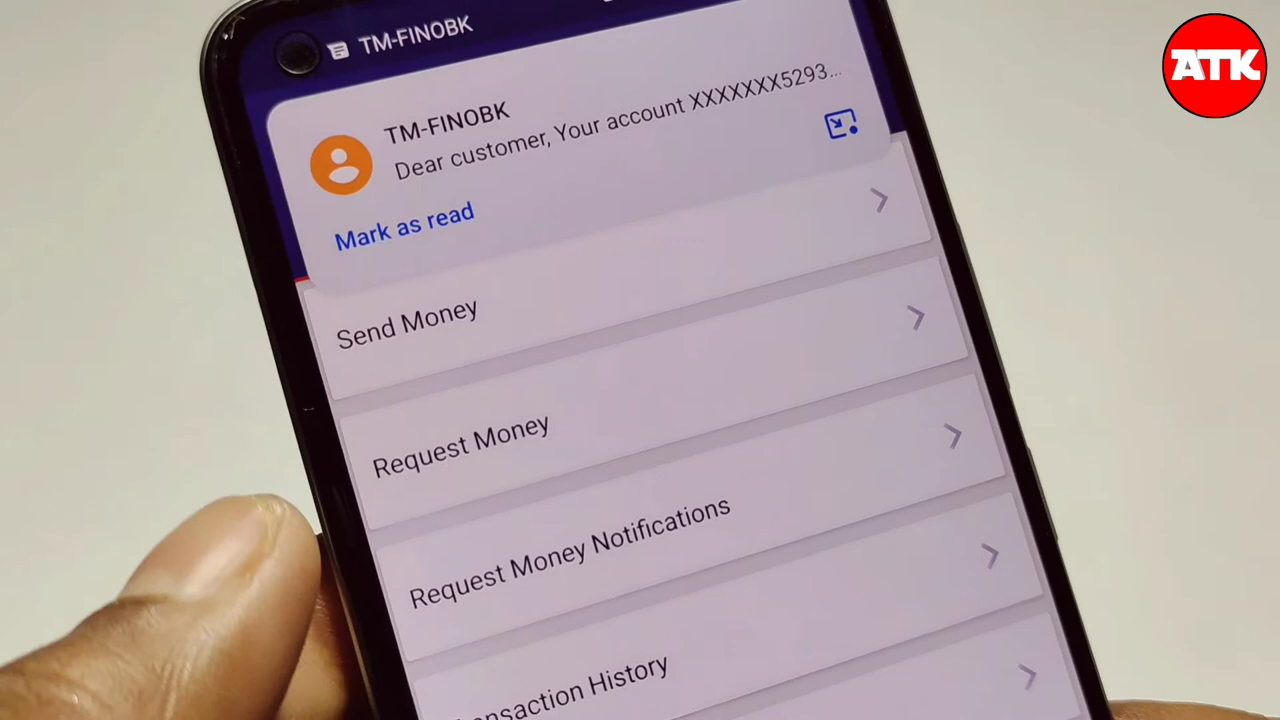 TM-FINOBK
ATK
TM-FINOBK
Dear customer, Your account XXXXXXX5293...
Mark as read
Send Money
Request Money
Request Money Notifications
nsaction History